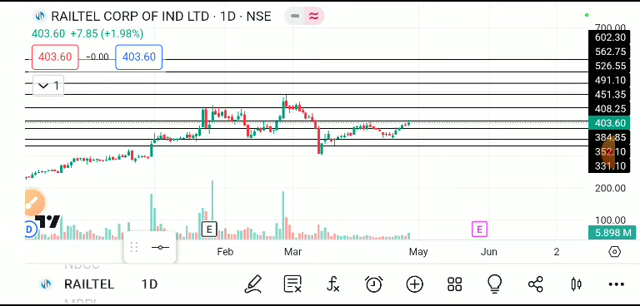 RAILTEL CORP OF IND LTD · 1D · NSE
403.60 +7.85 (+1.98%)
403.60 −0.00 403.60
1
700.00
602.30
562.75
526.55
491.10
451.35
408.25
403.60
384.85
352.10
331.10
200.00
100.00
5.898 M
D
E
E
Feb Mar May Jun 2
NBCC
RAILTEL 1D